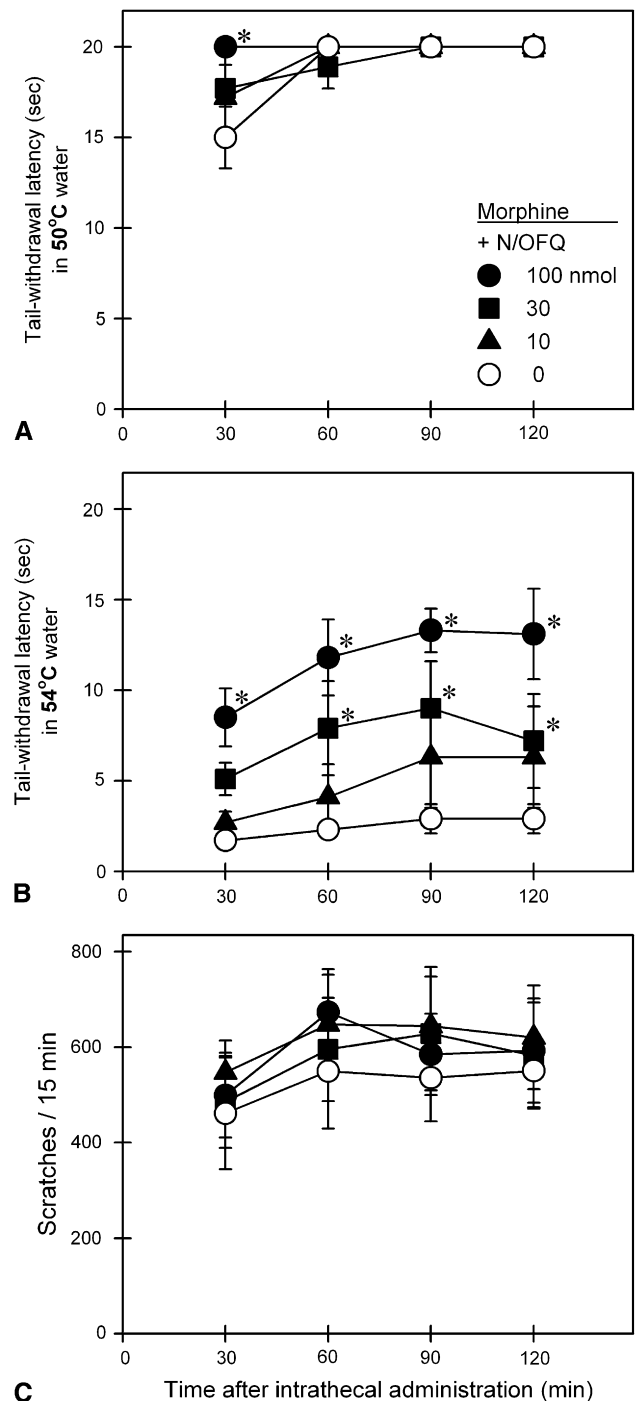 Tail-withdrawal latency (sec)
in 50°C water
20
15
10
5
0
*
Morphine
+ N/OFQ
100 nmol
30
10
0
0 30 60 90 120
A
Tail-withdrawal latency (sec)
in 54°C water
20
15
10
5
0
* * * *
* * *
0 30 60 90 120
B
Scratches / 15 min
800
600
400
200
0
0 30 60 90 120
Time after intrathecal administration (min)
C